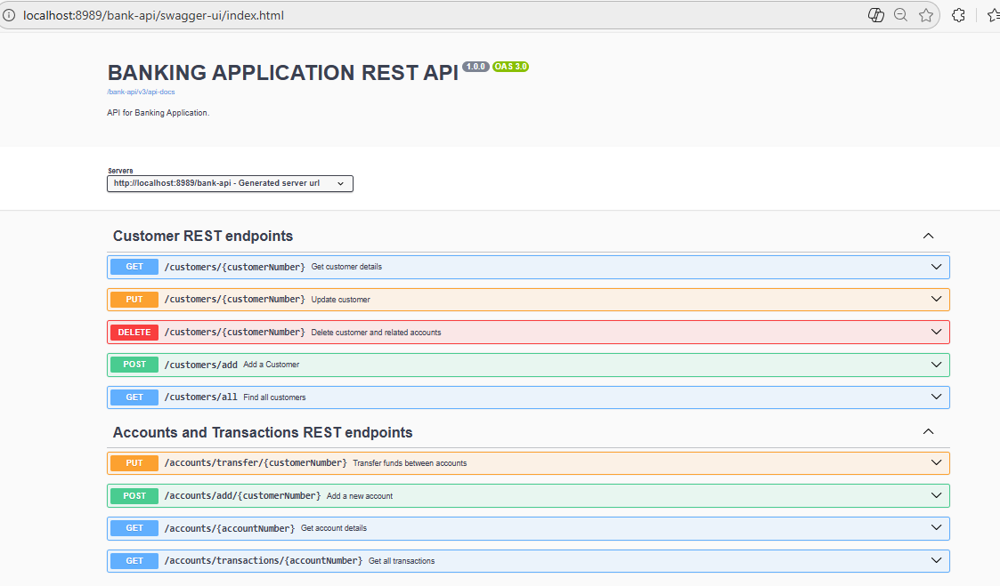 localhost:8989/bank-api/swagger-ui/index.html
BANKING APPLICATION REST API 1.0.0 OAS 3.0
/bank-api/v3/api-docs
API for Banking Application.
Servers
http://localhost:8989/bank-api - Generated server url
Customer REST endpoints
GET /customers/{customerNumber} Get customer details
PUT /customers/{customerNumber} Update customer
DELETE /customers/{customerNumber} Delete customer and related accounts
POST /customers/add Add a Customer
GET /customers/all Find all customers
Accounts and Transactions REST endpoints
PUT /accounts/transfer/{customerNumber} Transfer funds between accounts
POST /accounts/add/{customerNumber} Add a new account
GET /accounts/{accountNumber} Get account details
GET /accounts/transactions/{accountNumber} Get all transactions